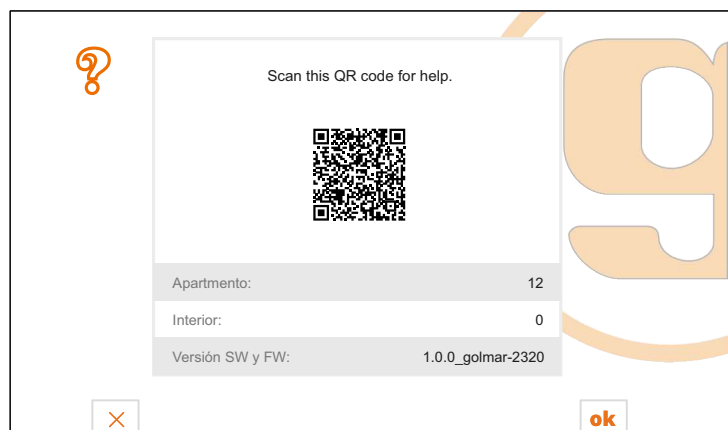 Scan this QR code for help.
Apartmento: 12
Interior: 0
Versión SW y FW: 1.0.0_golmar-2320
ok